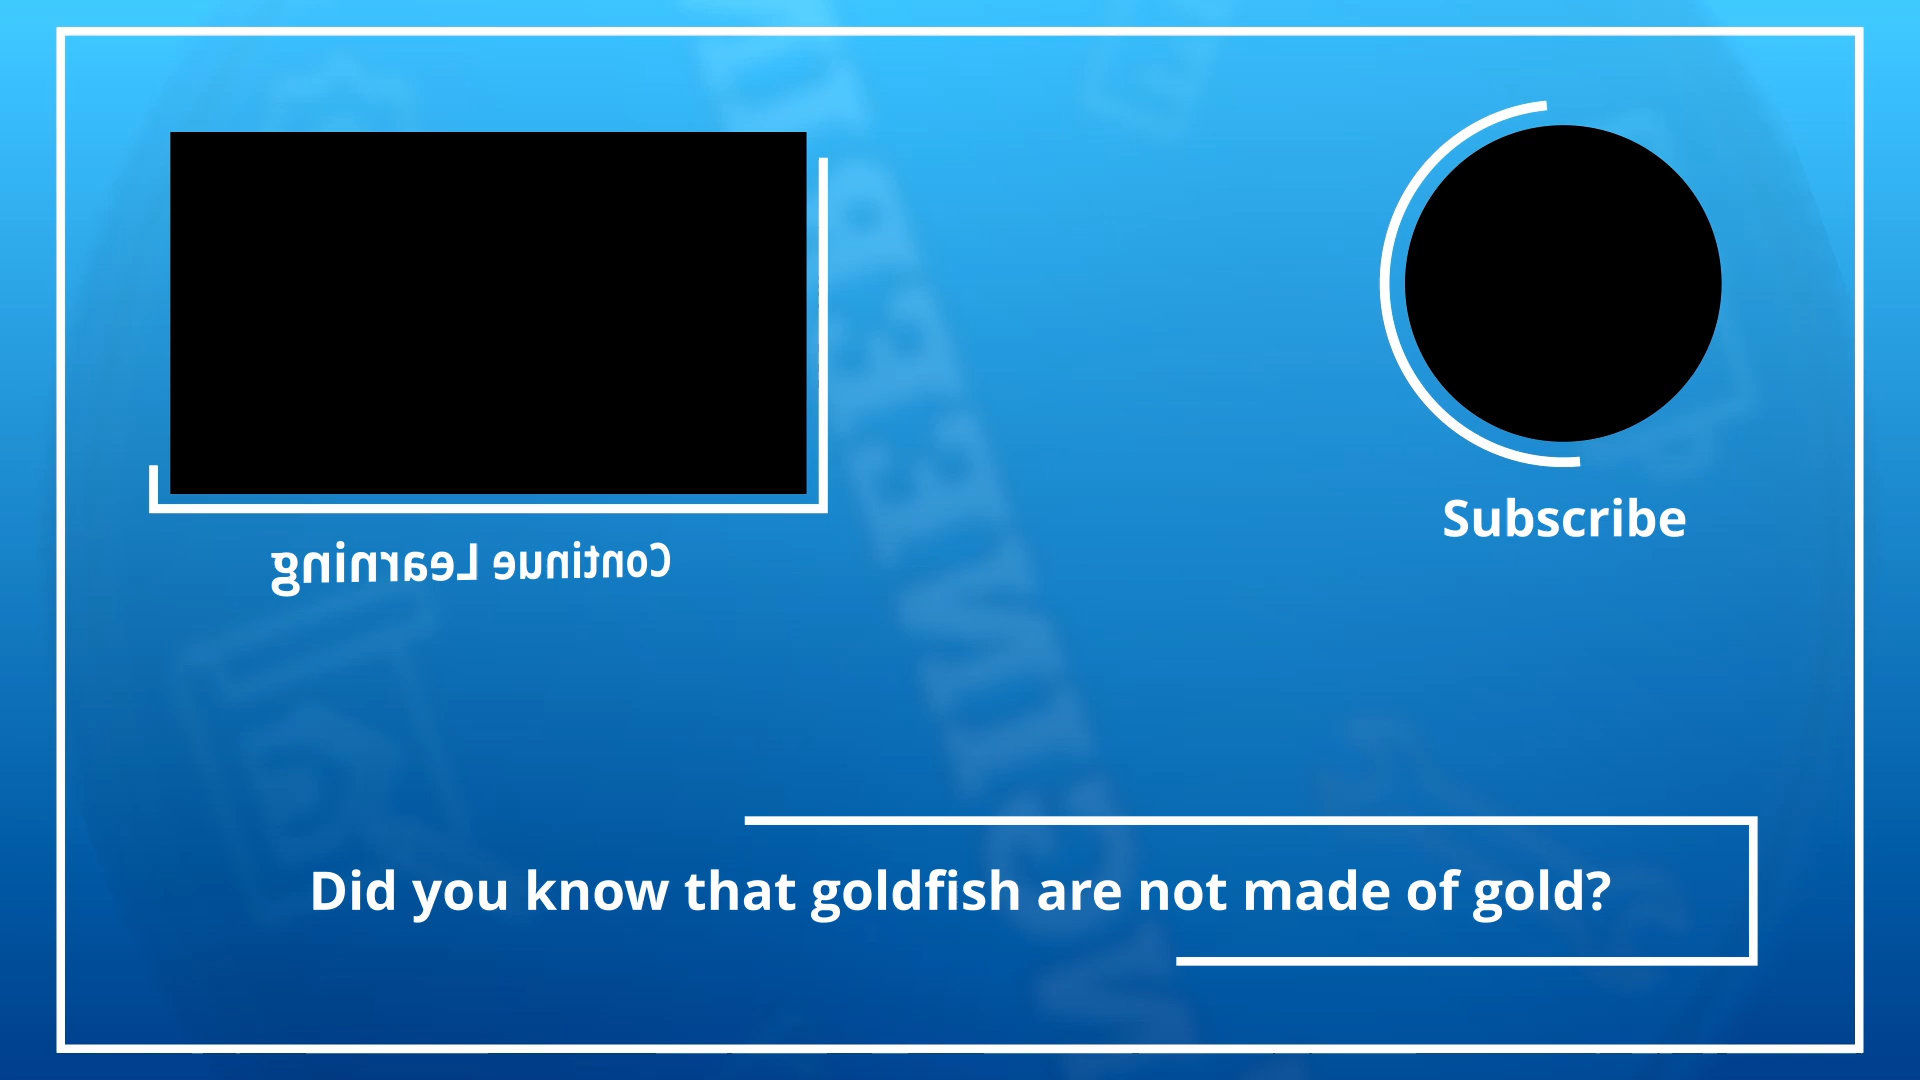 Continue Learning
Subscribe
Did you know that goldfish are not made of gold?